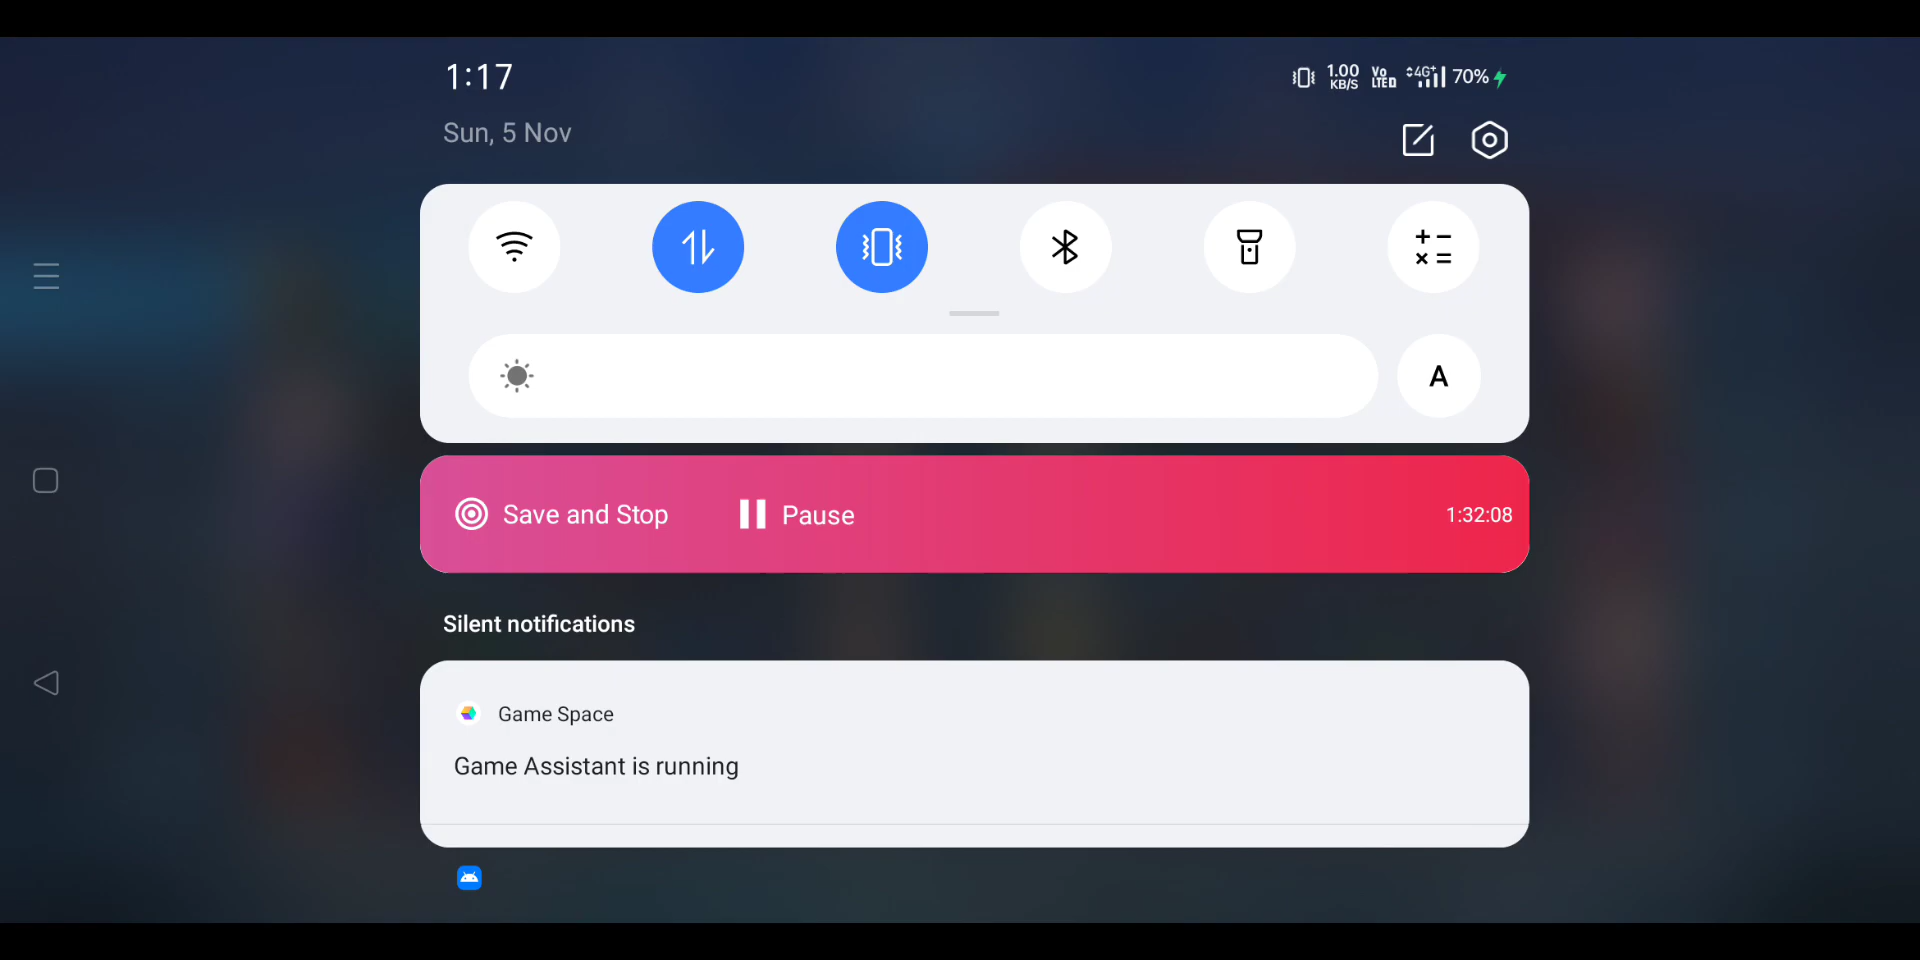 1:17
1.00 KB/S Vo LTE 4G+ 70%
Sun, 5 Nov
A
Save and Stop
Pause
1:32:08
Silent notifications
Game Space
Game Assistant is running